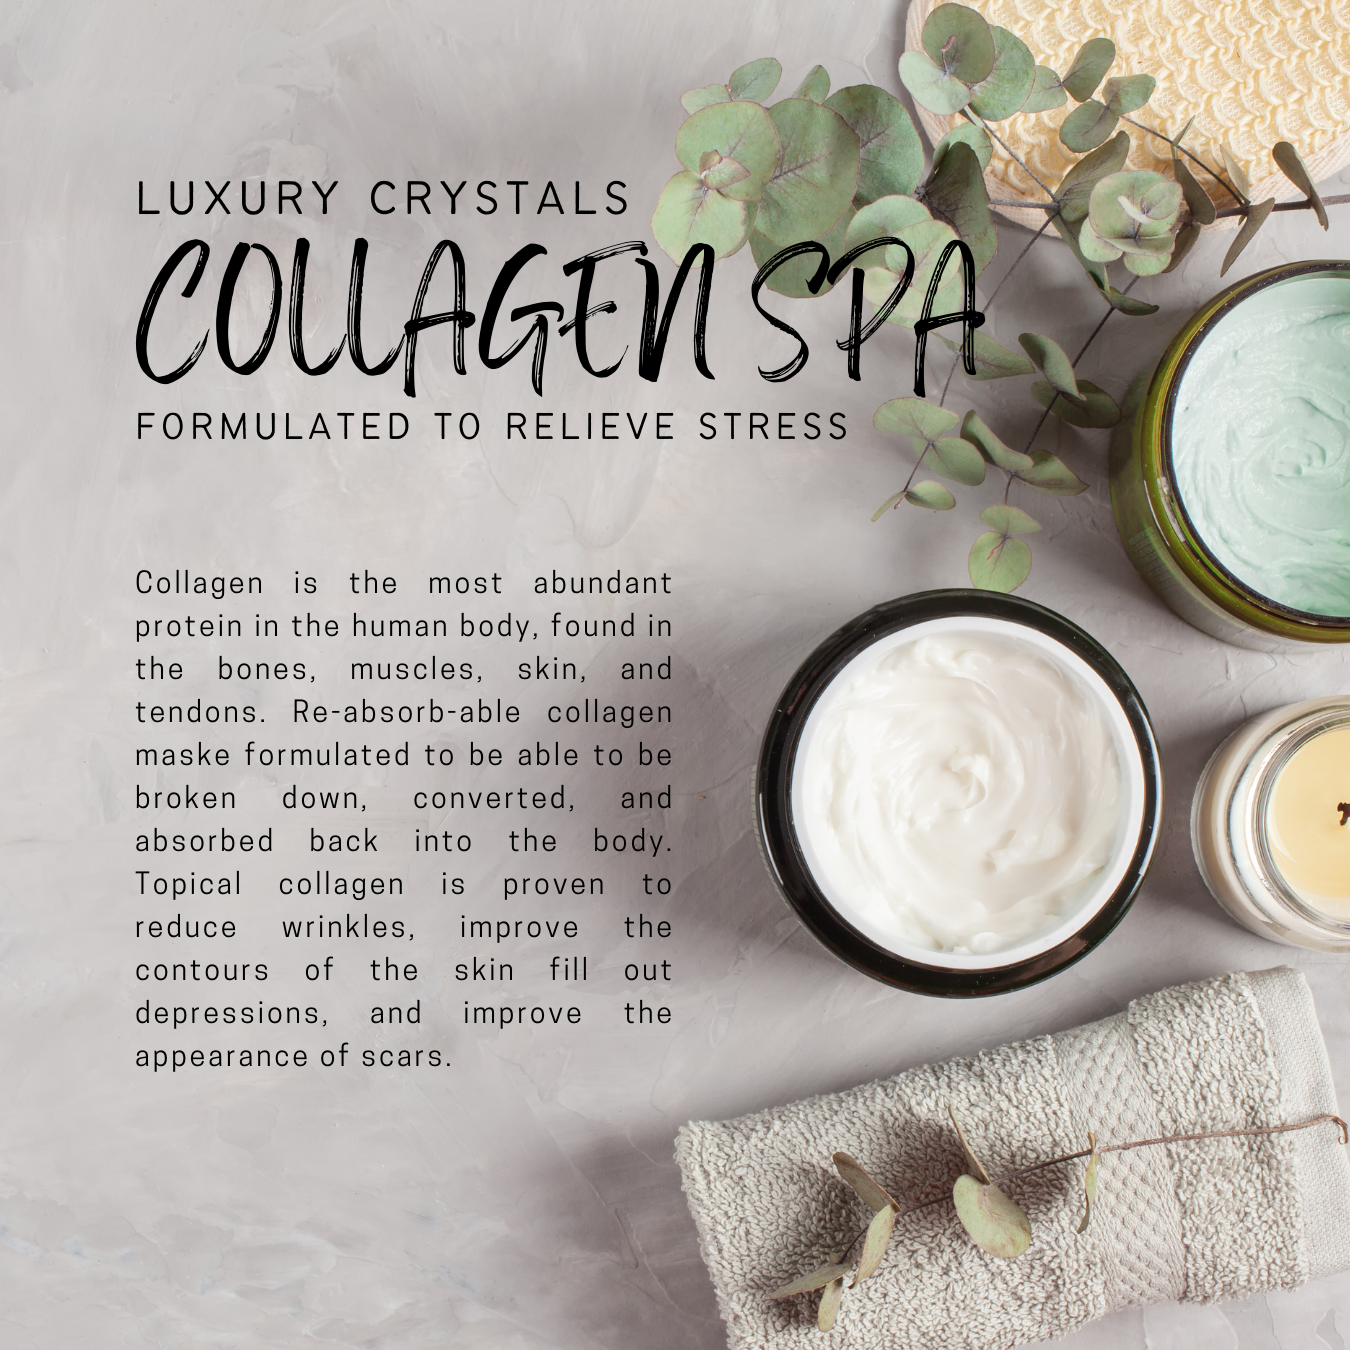 LUXURY CRYSTALS
COLLAGEN SPA
FORMULATED TO RELIEVE STRESS
Collagen is the most abundant
protein in the human body, found in
the bones, muscles, skin, and
tendons. Re-absorb-able collagen
maske formulated to be able to be
broken down, converted, and
absorbed back into the body.
Topical collagen is proven to
reduce wrinkles, improve the
contours of the skin fill out
depressions, and improve the
appearance of scars.